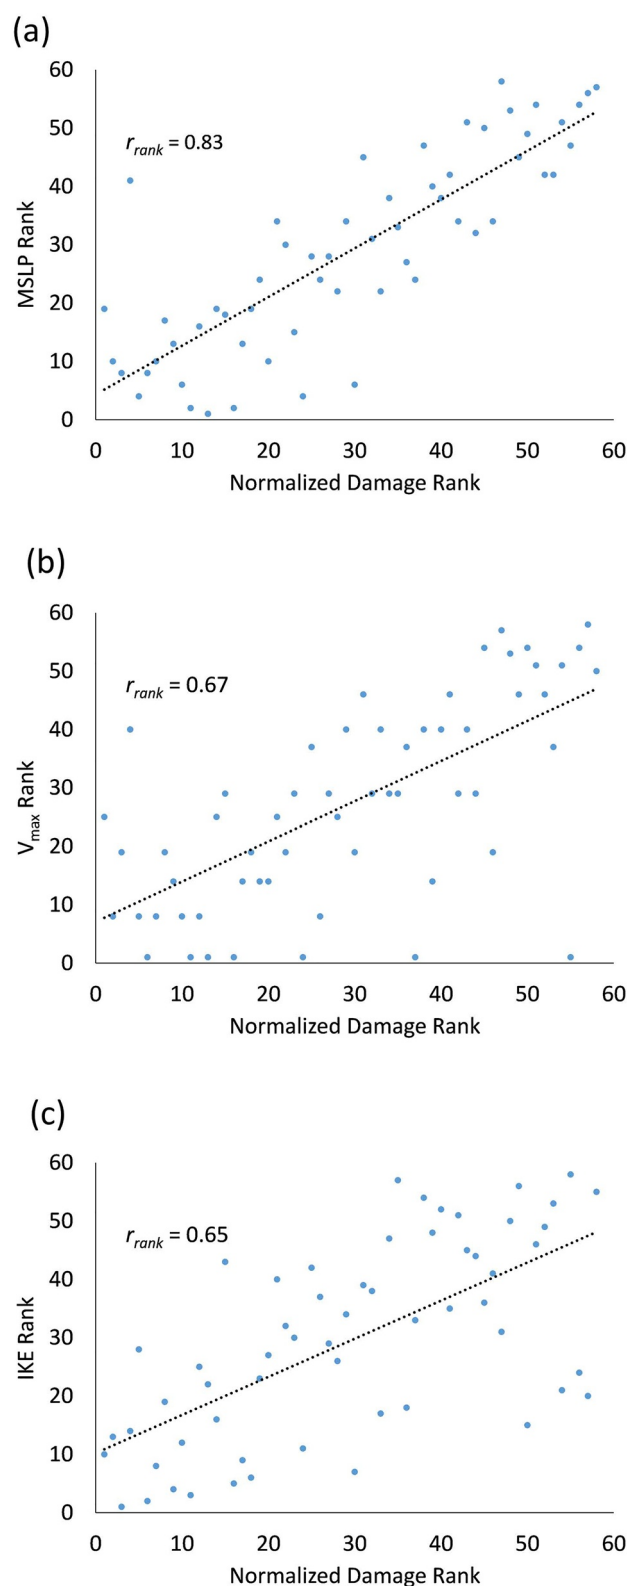 (a)
60
50
40
30
20
10
0
MSLP Rank
r_rank = 0.83
0 10 20 30 40 50 60
Normalized Damage Rank
(b)
60
50
40
30
20
10
0
V_max Rank
r_rank = 0.67
0 10 20 30 40 50 60
Normalized Damage Rank
(c)
60
50
40
30
20
10
0
IKE Rank
r_rank = 0.65
0 10 20 30 40 50 60
Normalized Damage Rank